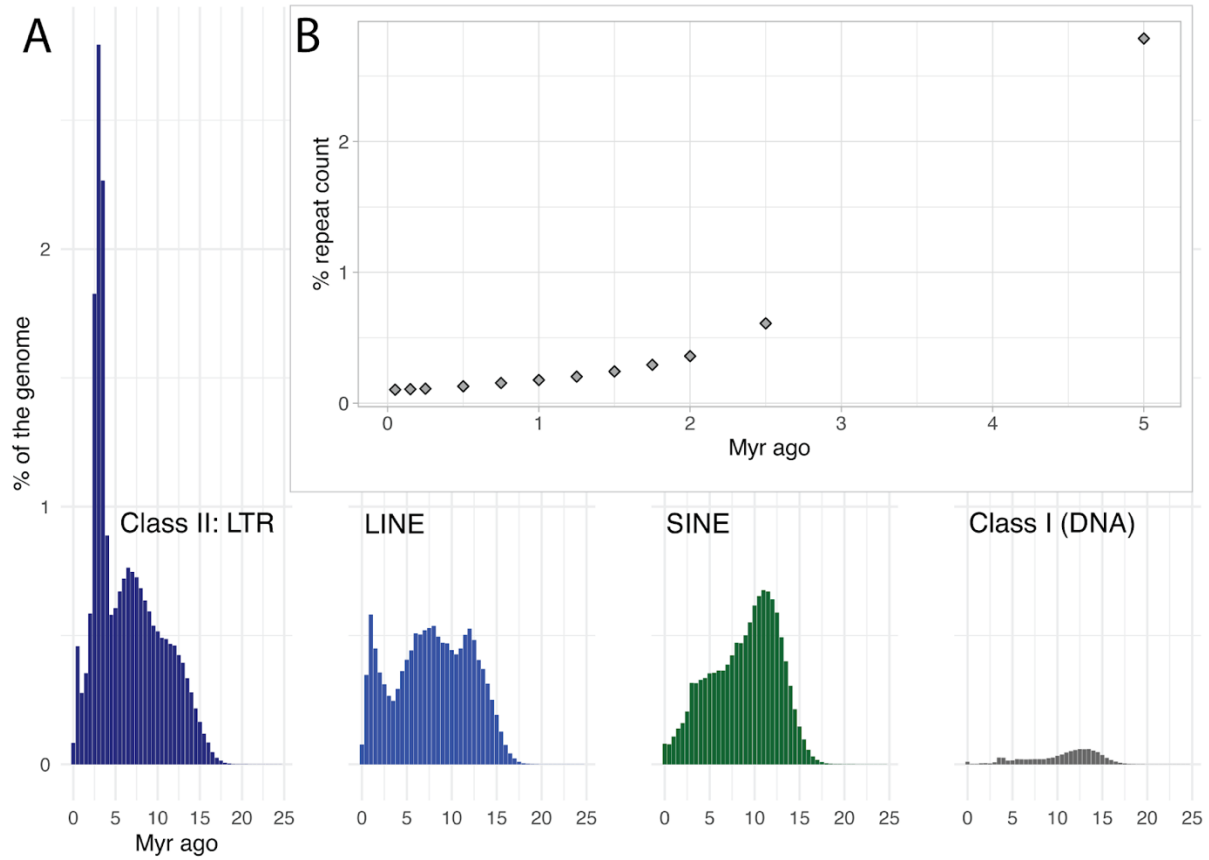 A
B
% of the genome
2
1
0
% repeat count
2
1
0
0 1 2 3 4 5
Myr ago
Class II: LTR
LINE
SINE
Class I (DNA)
0 5 10 15 20 25
0 5 10 15 20 25
0 5 10 15 20 25
0 5 10 15 20 25
Myr ago